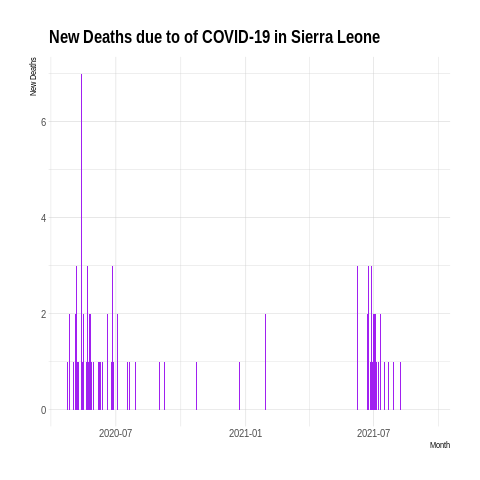 New Deaths due to of COVID-19 in Sierra Leone
New Deaths
6
4
2
0
2020-07
2021-01
2021-07
Month